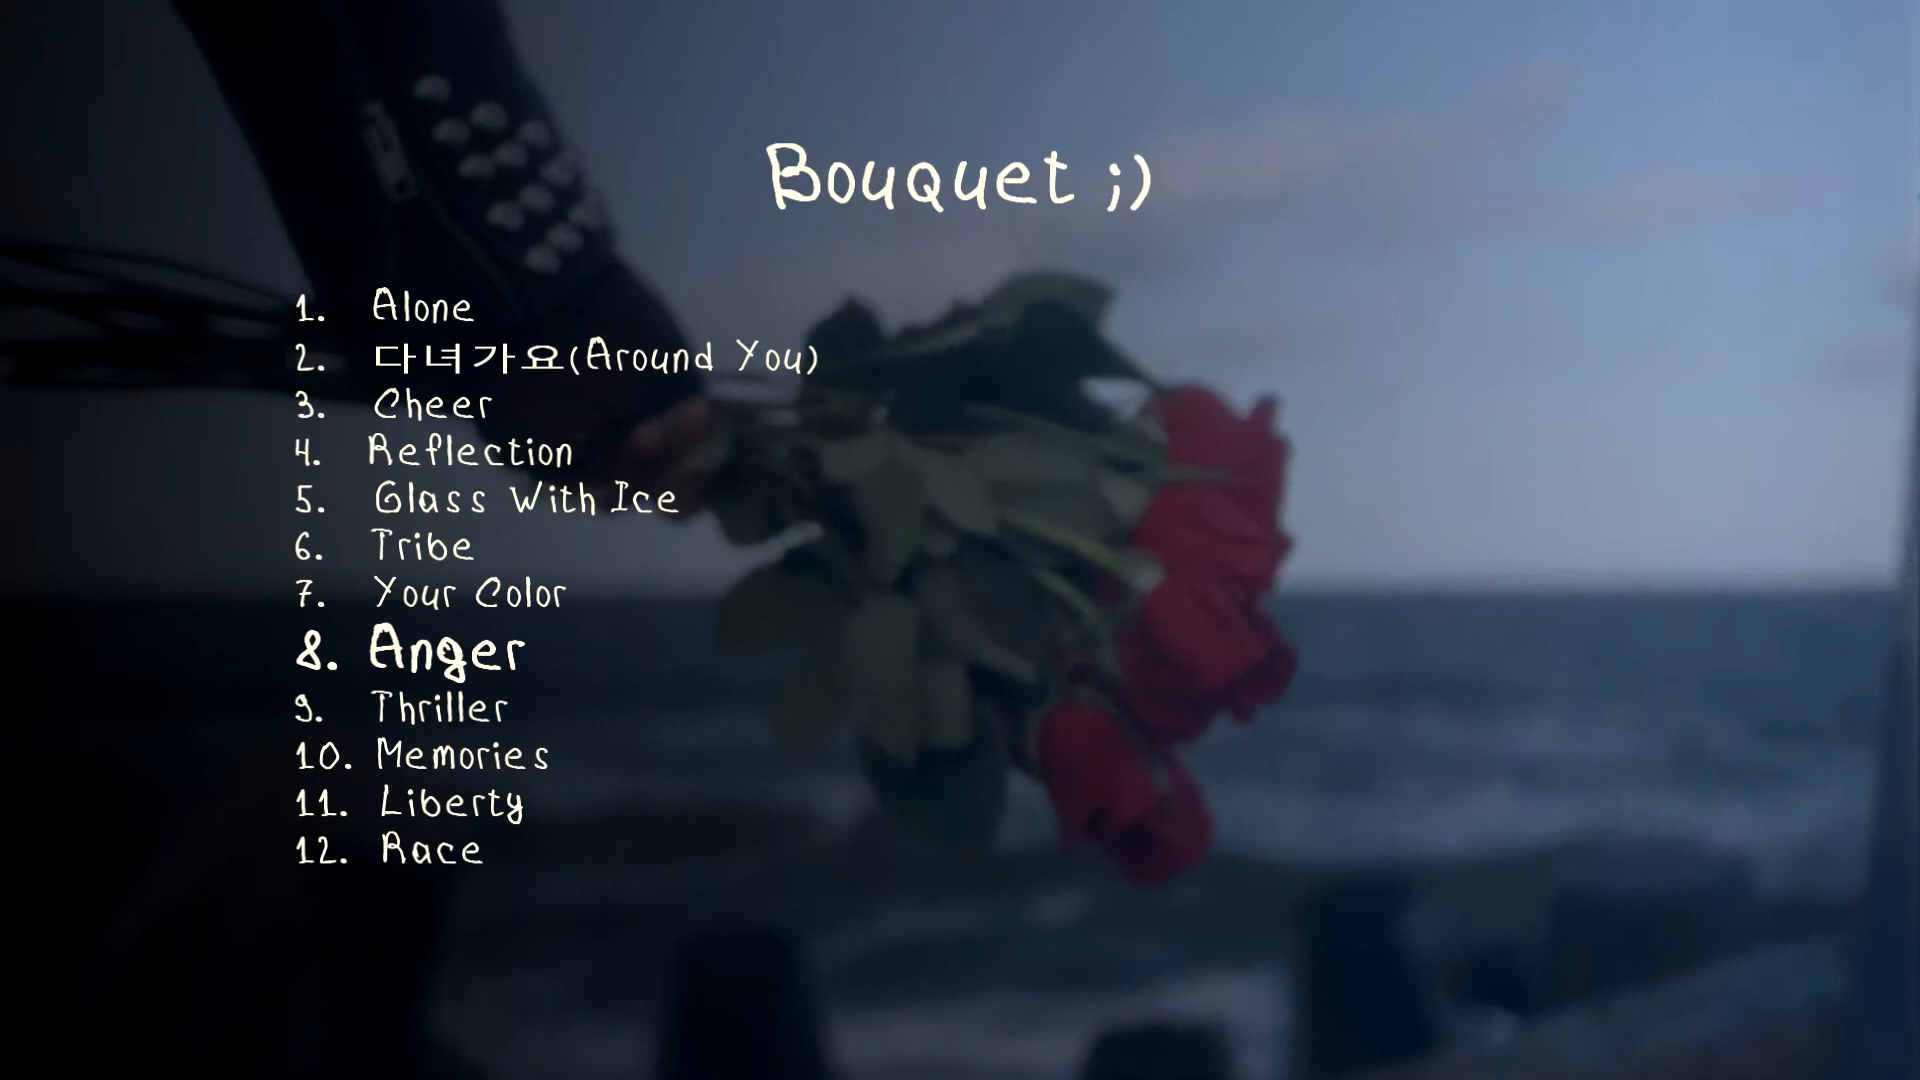 Bouquet ;)
1. Alone
2. 다녀가요(Around You)
3. Cheer
4. Reflection
5. Glass With Ice
6. Tribe
7. Your Color
8. Anger
9. Thriller
10. Memories
11. Liberty
12. Race